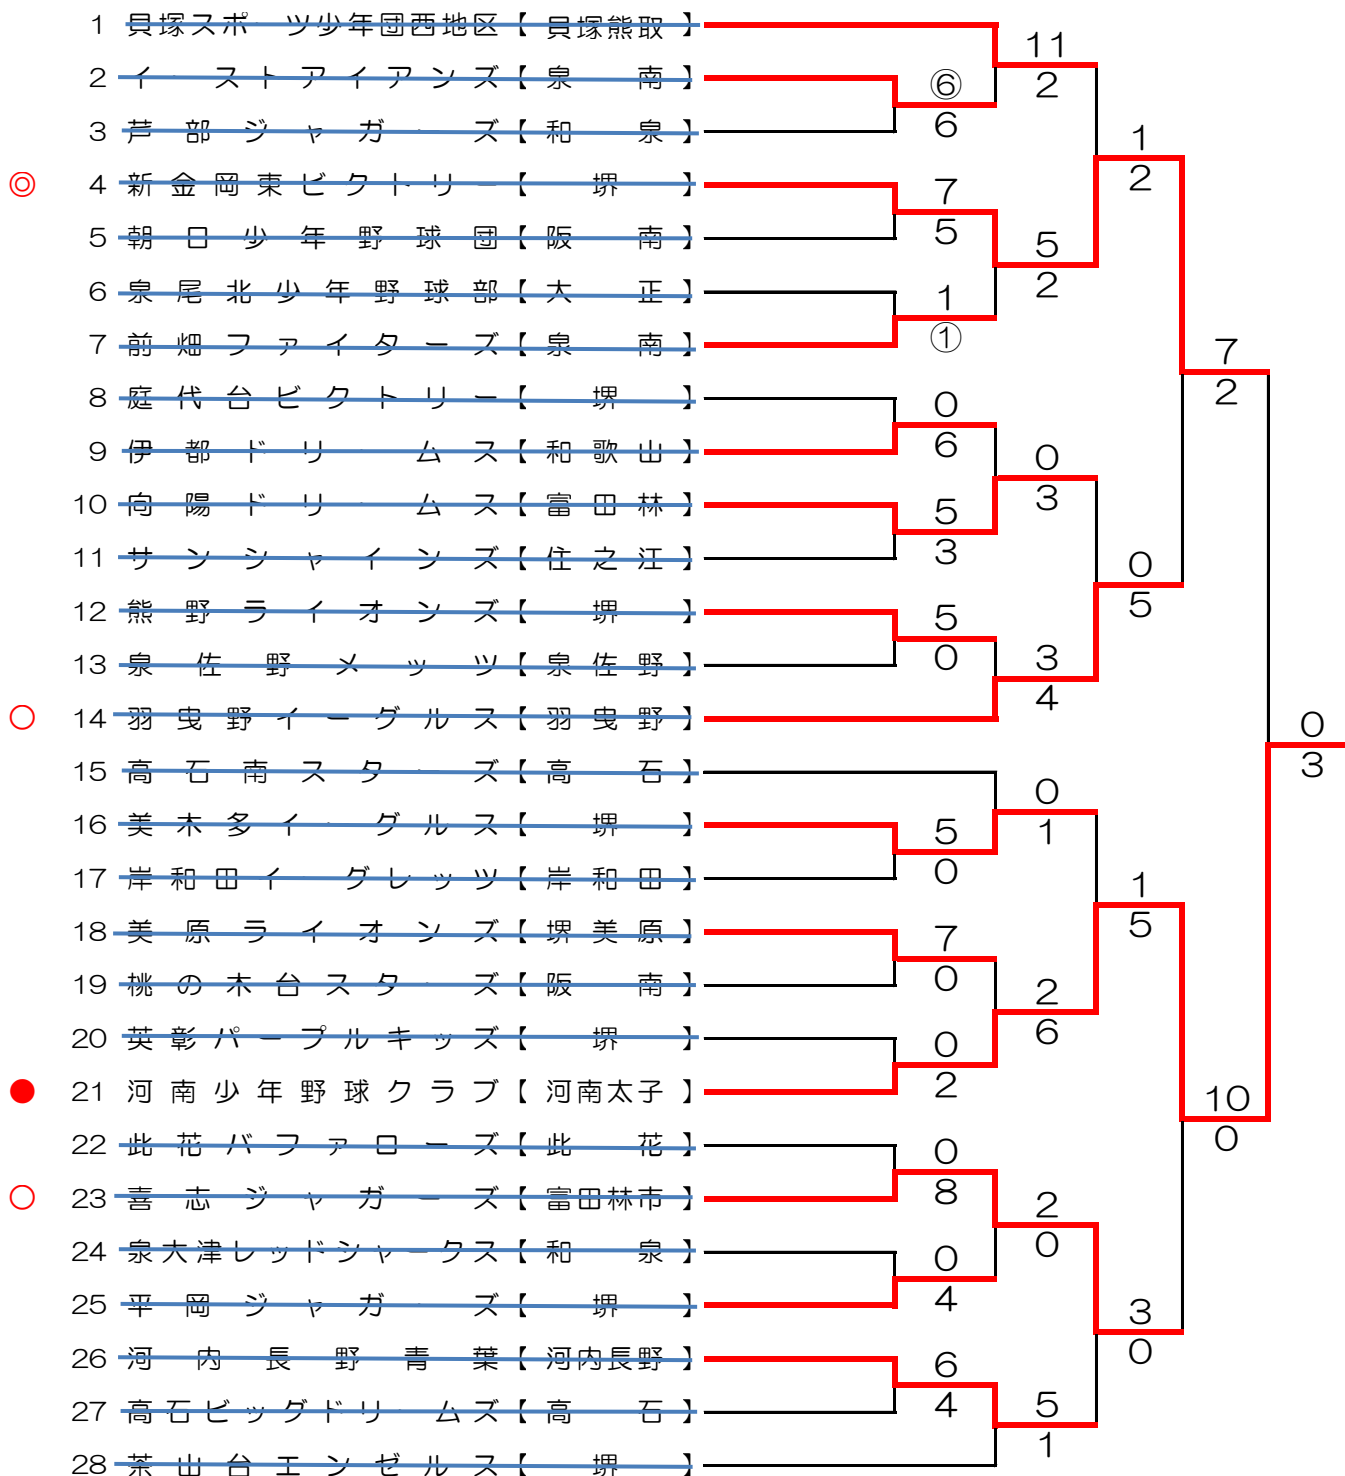 1 貝塚スポーツ少年団西地区【 貝塚熊取 】
2 イーストアイアンズ【 泉 南 】
3 芦部ジャガーズ【 和 泉 】
◎ 4 新金岡東ビクトリー【 堺 】
5 朝日少年野球団【 阪 南 】
6 泉尾北少年野球部【 大 正 】
7 前畑ファイターズ【 泉 南 】
8 庭代台ビクトリー【 堺 】
9 伊都ドリームス【 和歌山 】
10 向陽ドリームス【 富田林 】
11 サンシャインズ【 住之江 】
12 熊野ライオンズ【 堺 】
13 泉佐野メッツ【 泉佐野 】
○ 14 羽曳野イーグルス【 羽曳野 】
15 高石南スターズ【 高 石 】
16 美木多イーグルス【 堺 】
17 岸和田イーグレッツ【 岸和田 】
18 美原ライオンズ【 堺美原 】
19 桃の木台スターズ【 阪 南 】
20 英彰パープルキッズ【 堺 】
● 21 河南少年野球クラブ【 河南太子 】
22 此花バファローズ【 此 花 】
○ 23 喜志ジャガーズ【 富田林市 】
24 泉大津レッドシャークス【 和 泉 】
25 平岡ジャガーズ【 堺 】
26 河内長野青葉【 河内長野 】
27 高石ビッグドリームズ【 高 石 】
28 茶山台エンゼルス【 堺 】
⑥
6
7
5
1
①
0
6
5
3
5
0
5
0
7
0
0
2
0
8
0
4
6
4
11
2
5
2
0
3
3
4
0
1
2
6
2
0
5
1
1
2
0
5
1
5
3
0
7
2
10
0
0
3